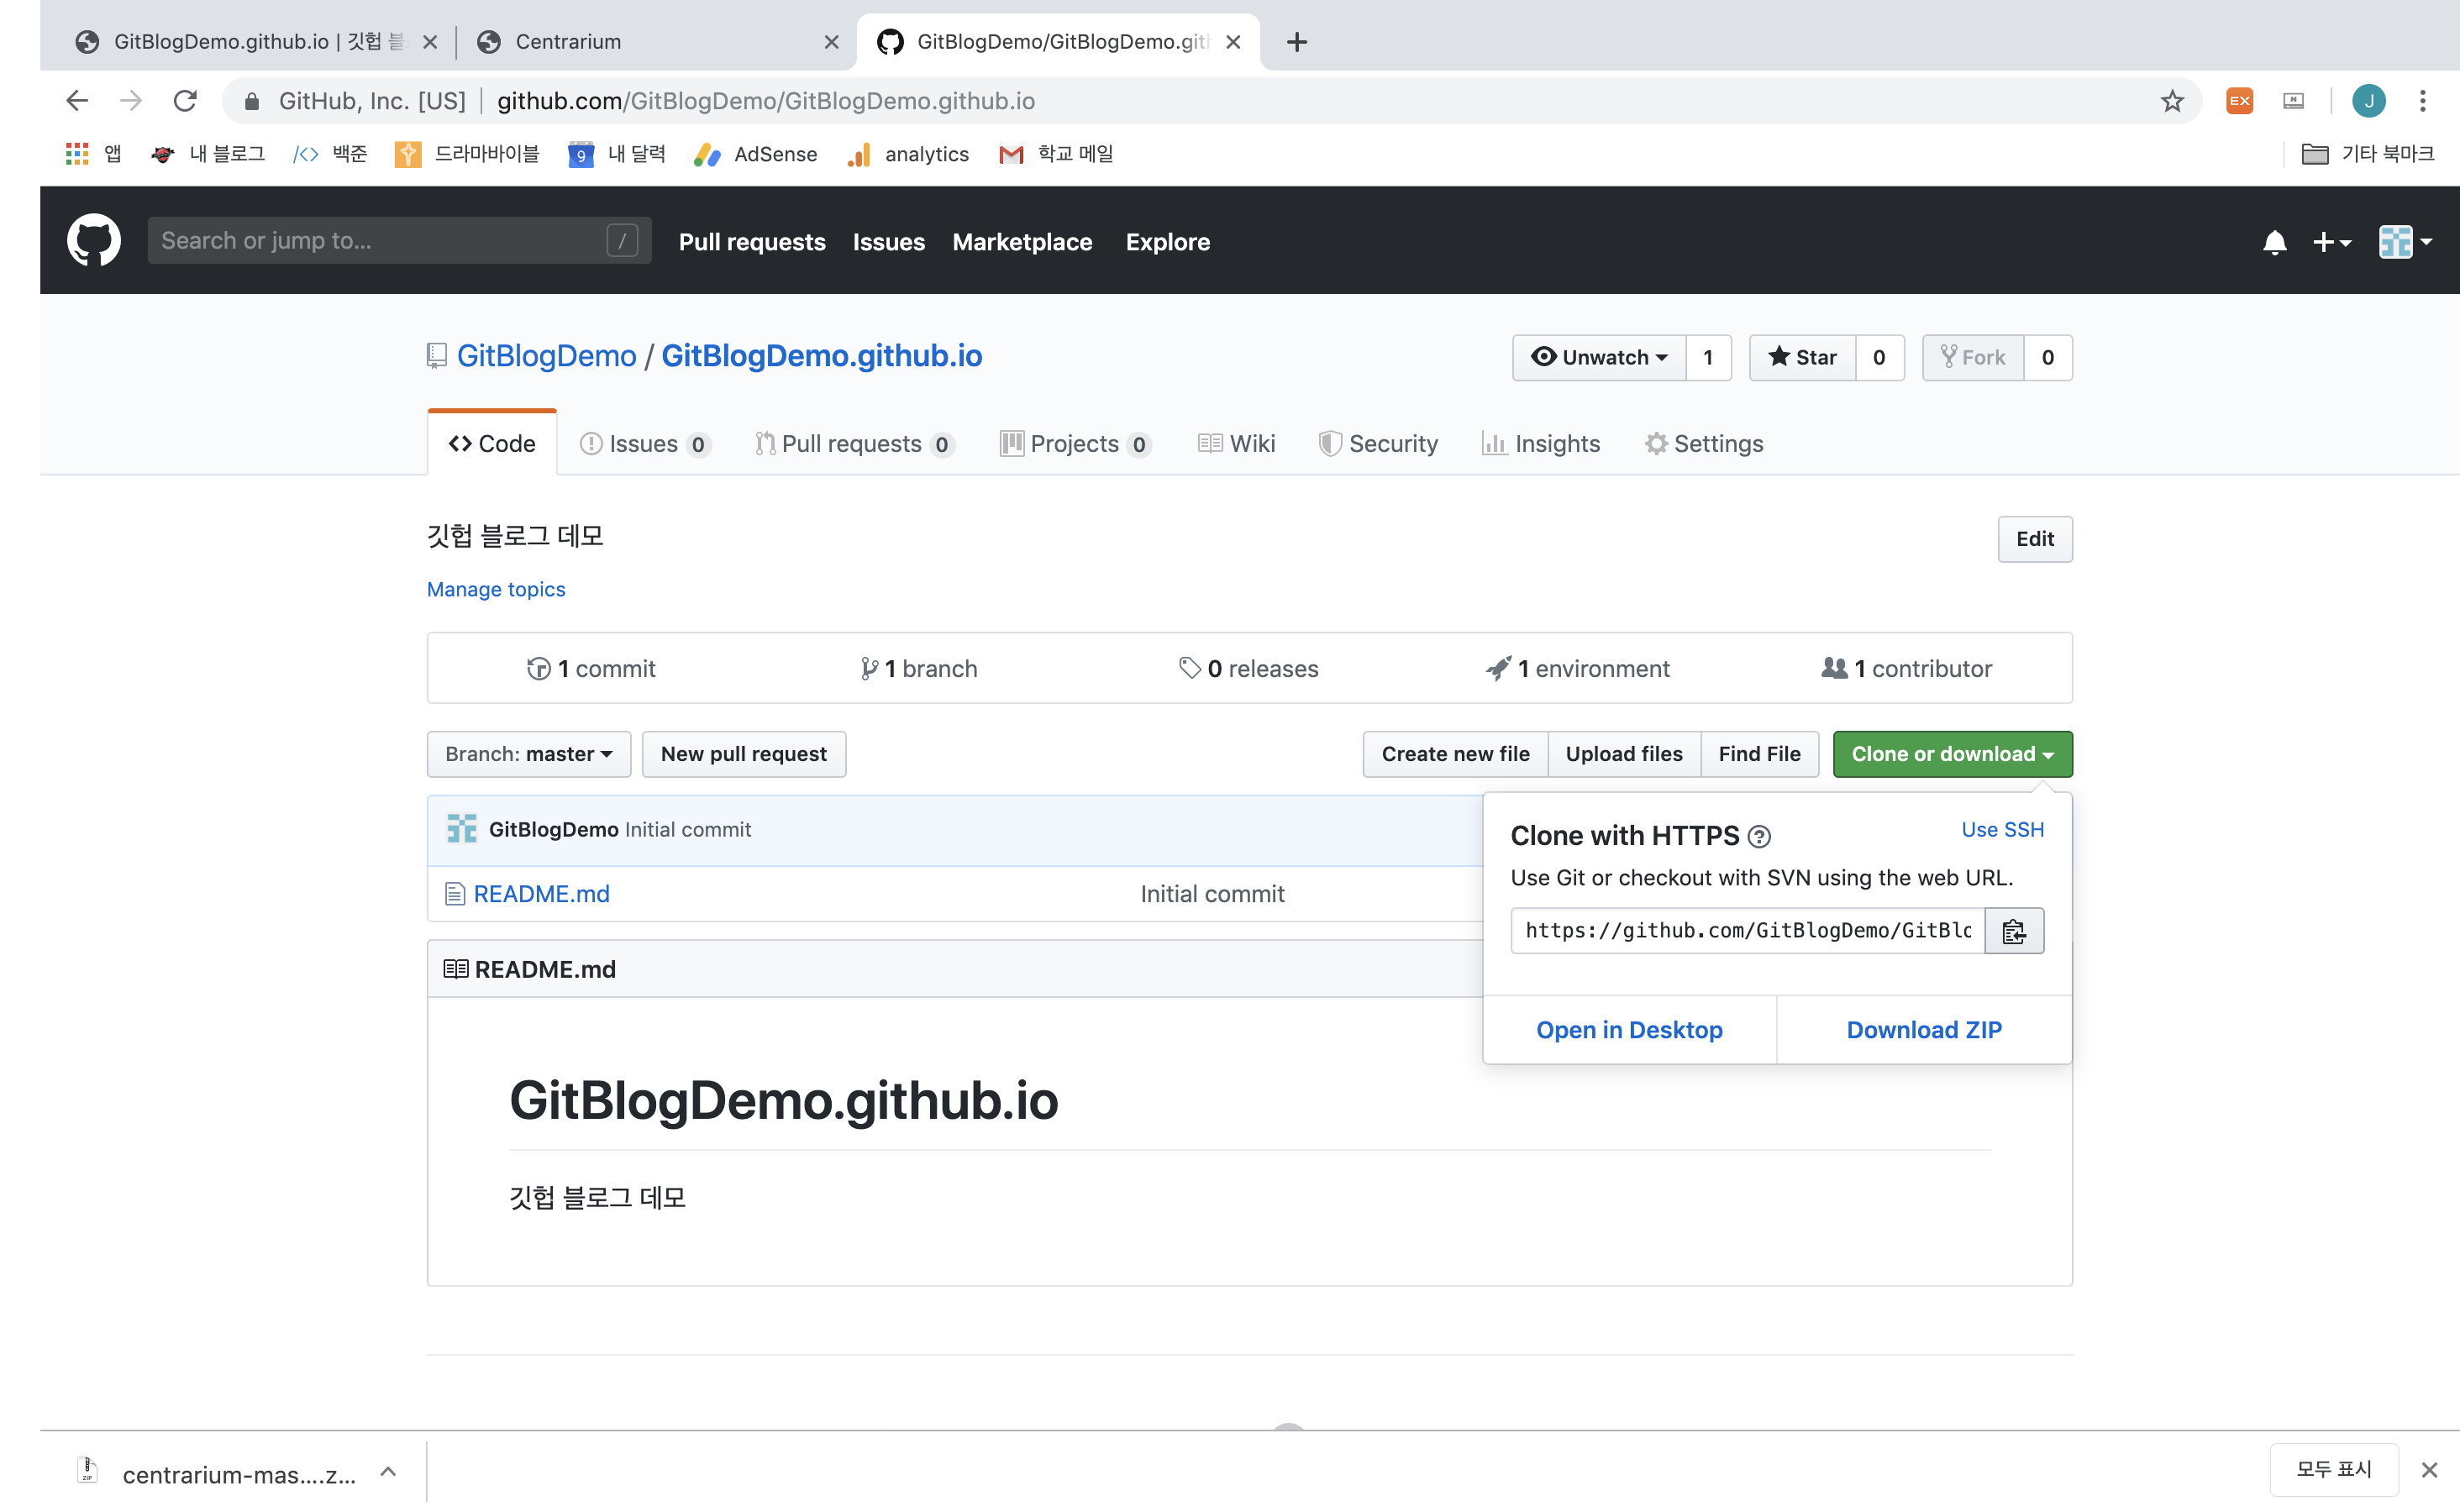 GitBlogDemo.github.io | 깃헙 블
Centrarium
GitBlogDemo/GitBlogDemo.git
GitHub, Inc. [US] | github.com/GitBlogDemo/GitBlogDemo.github.io
EX
N
J
앱 내 블로그 /<> 백준 드라마바이블 9 내 달력 AdSense analytics 학교 메일 기타 북마크
Search or jump to... / Pull requests Issues Marketplace Explore
GitBlogDemo / GitBlogDemo.github.io
Unwatch 1 Star 0 Fork 0
Code Issues 0 Pull requests 0 Projects 0 Wiki Security Insights Settings
깃헙 블로그 데모
Edit
Manage topics
1 commit 1 branch 0 releases 1 environment 1 contributor
Branch: master New pull request Create new file Upload files Find File Clone or download
GitBlogDemo Initial commit
README.md Initial commit
Clone with HTTPS ? Use SSH
Use Git or checkout with SVN using the web URL.
https://github.com/GitBlogDemo/GitBlo
Open in Desktop Download ZIP
README.md
GitBlogDemo.github.io
깃헙 블로그 데모
ZIP
centrarium-mas....z...
모두 표시